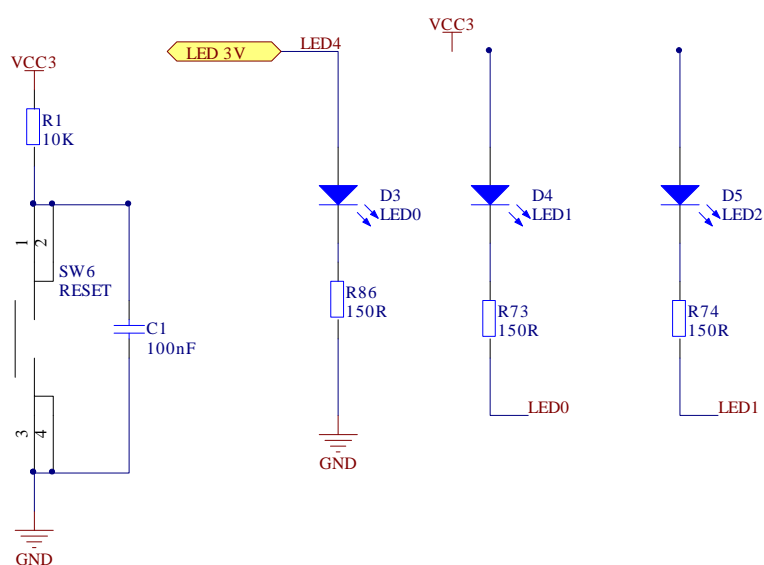 VCC3
R1
10K
1
2
SW6
RESET
C1
100nF
3
4
GND
LED 3V
LED4
D3
LED0
R86
150R
GND
VCC3
D4
LED1
R73
150R
LED0
D5
LED2
R74
150R
LED1